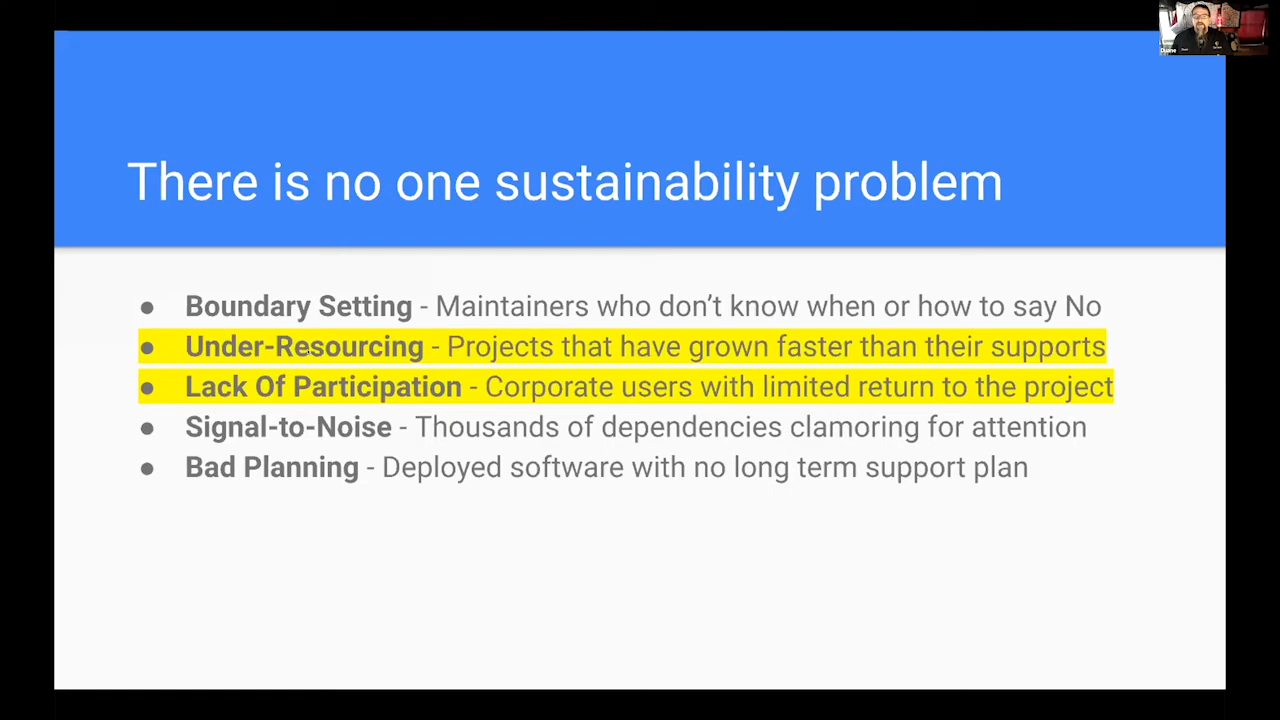 There is no one sustainability problem
● Boundary Setting - Maintainers who don’t know when or how to say No
● Under-Resourcing - Projects that have grown faster than their supports
● Lack Of Participation - Corporate users with limited return to the project
● Signal-to-Noise - Thousands of dependencies clamoring for attention
● Bad Planning - Deployed software with no long term support plan